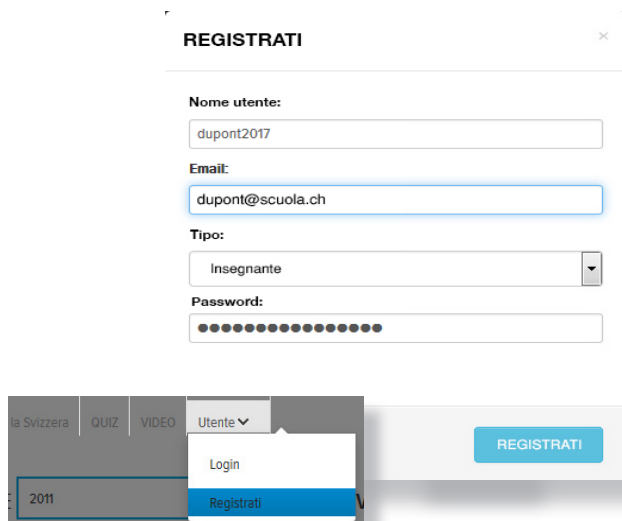 REGISTRATI ×
Nome utente:
dupont2017
Email:
dupont@scuola.ch
Tipo:
Insegnante
Password:
●●●●●●●●●●●●●●●●
REGISTRATI
la Svizzera QUIZ VIDEO Utente
Login
2011 Registrati